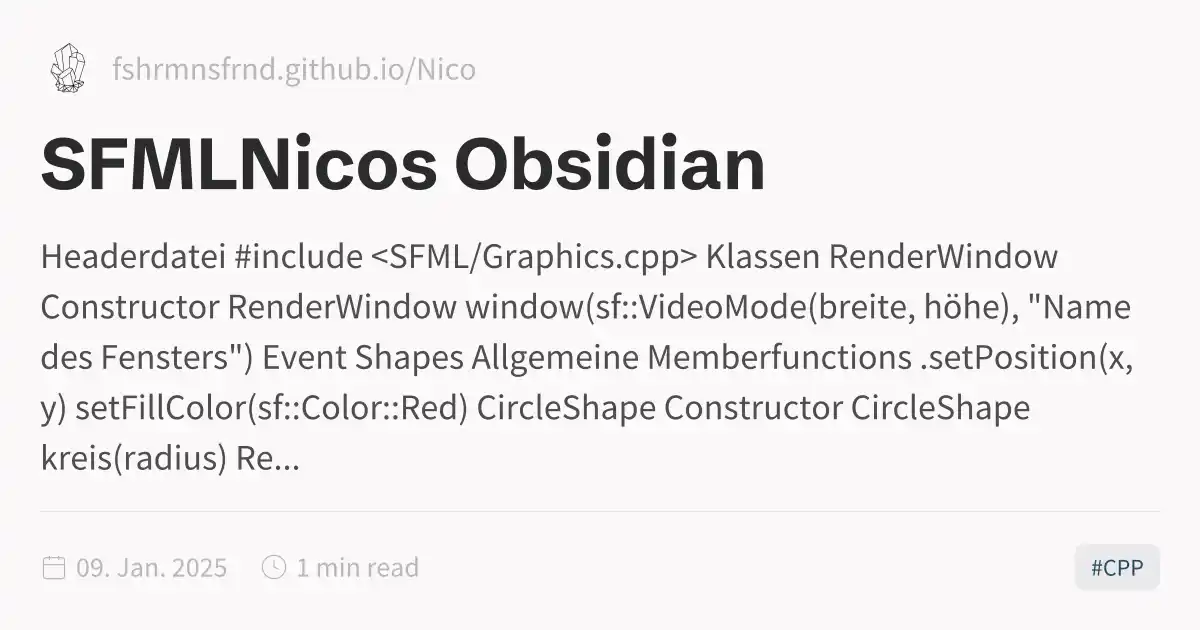 fshrmnsfrnd.github.io/Nico
SFMLNicos Obsidian
Headerdatei #include <SFML/Graphics.cpp> Klassen RenderWindow
Constructor RenderWindow window(sf::VideoMode(breite, höhe), "Name
des Fensters") Event Shapes Allgemeine Memberfunctions .setPosition(x,
y) setFillColor(sf::Color::Red) CircleShape Constructor CircleShape
kreis(radius) Re...
09. Jan. 2025 1 min read
#CPP